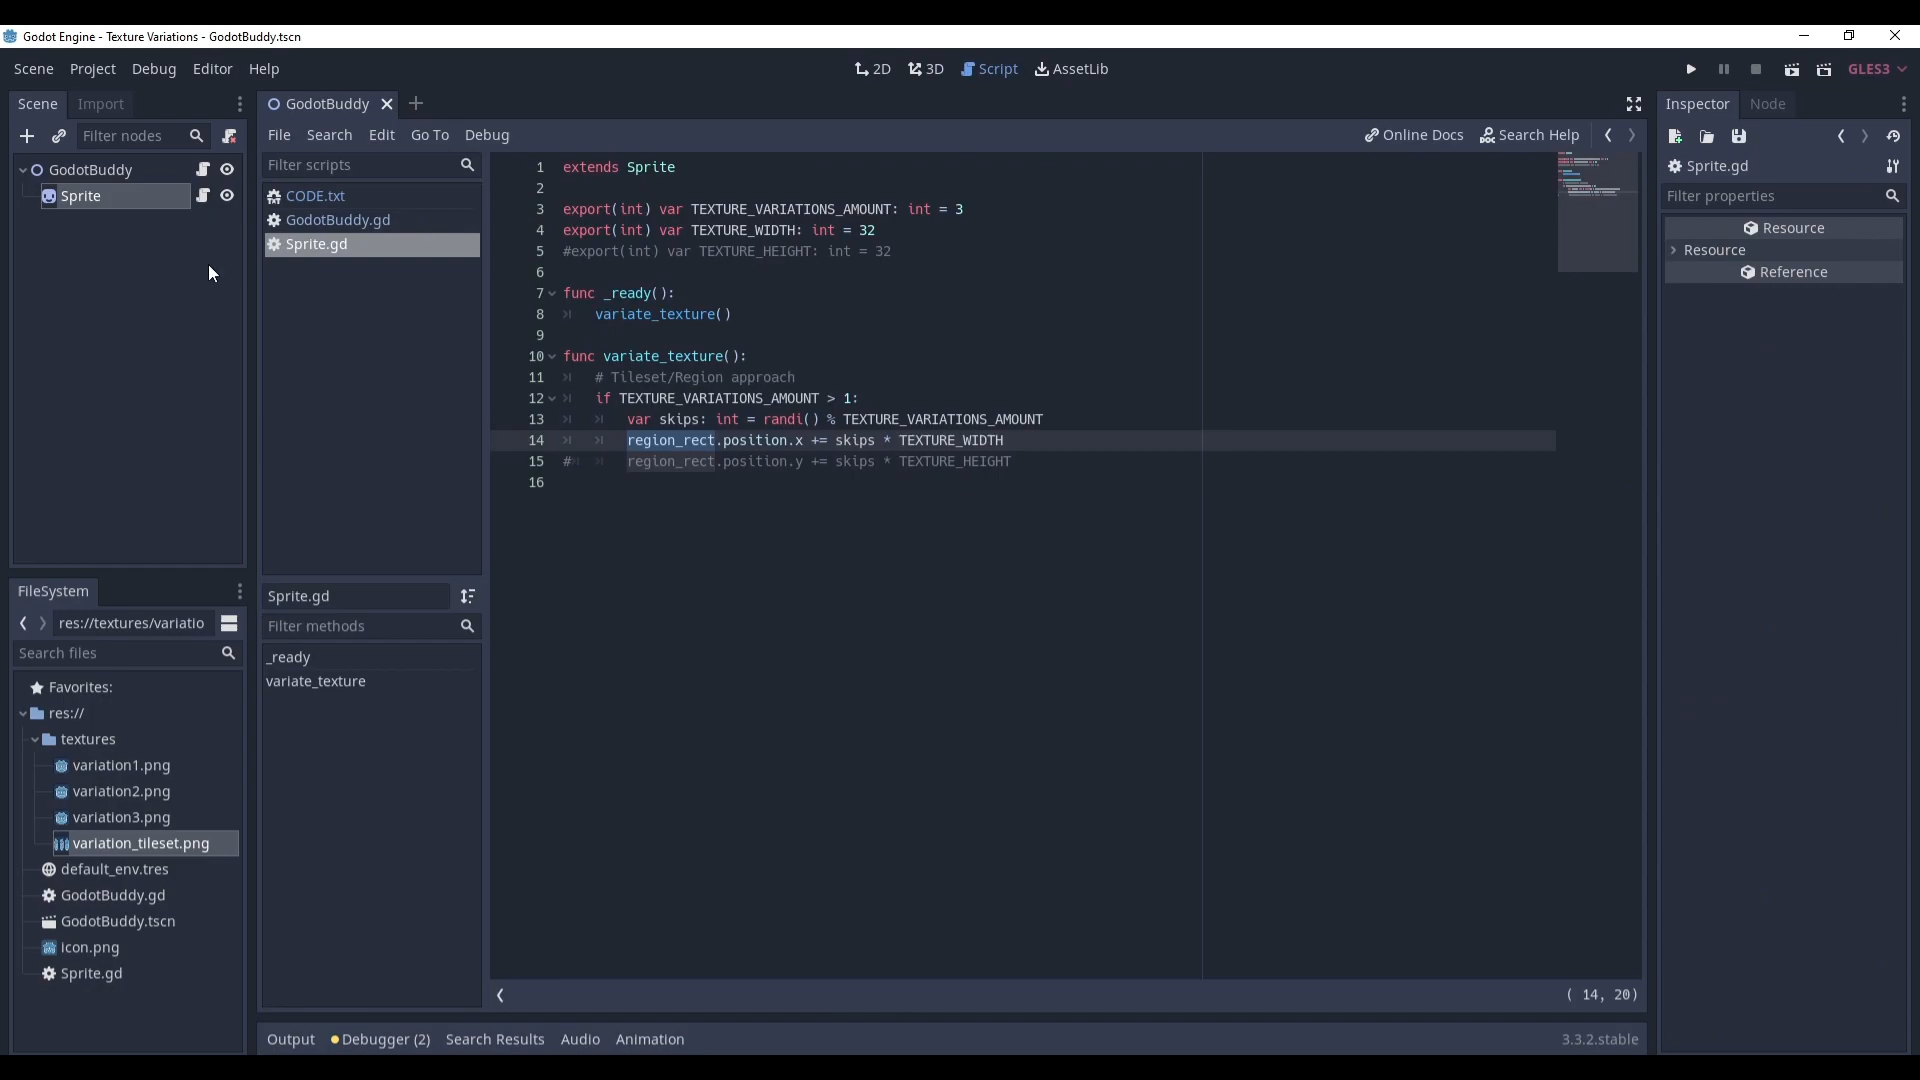 Godot Engine - Texture Variations - GodotBuddy.tscn
Scene Project Debug Editor Help
2D 3D Script AssetLib
GLES3
Scene Import
Filter nodes
GodotBuddy
Sprite
FileSystem
res://textures/variatio
Search files
Favorites:
res://
textures
variation1.png
variation2.png
variation3.png
variation_tileset.png
default_env.tres
GodotBuddy.gd
GodotBuddy.tscn
icon.png
Sprite.gd
GodotBuddy
File Search Edit Go To Debug
Online Docs Search Help
Filter scripts
CODE.txt
GodotBuddy.gd
Sprite.gd
Sprite.gd
Filter methods
_ready
variate_texture
1 extends Sprite
2
3 export(int) var TEXTURE_VARIATIONS_AMOUNT: int = 3
4 export(int) var TEXTURE_WIDTH: int = 32
5 #export(int) var TEXTURE_HEIGHT: int = 32
6
7 func _ready():
8 variate_texture()
9
10 func variate_texture():
11 # Tileset/Region approach
12 if TEXTURE_VARIATIONS_AMOUNT > 1:
13 var skips: int = randi() % TEXTURE_VARIATIONS_AMOUNT
14 region_rect.position.x += skips * TEXTURE_WIDTH
15 # region_rect.position.y += skips * TEXTURE_HEIGHT
16
( 14, 20)
Output Debugger (2) Search Results Audio Animation
3.3.2.stable
Inspector Node
Sprite.gd
Filter properties
Resource
Resource
Reference